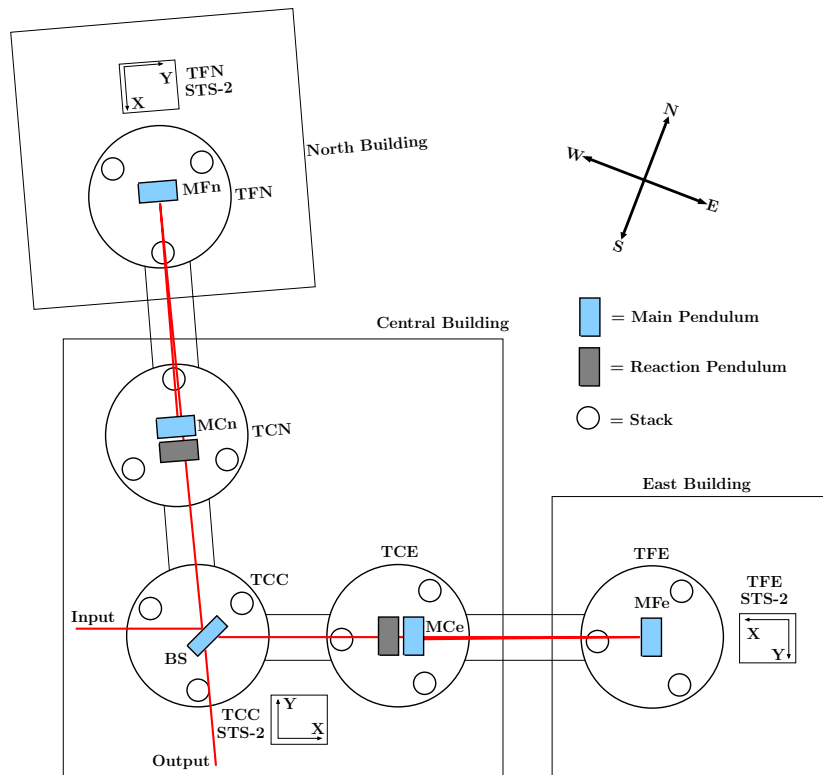 TFN
STS-2
Y
X
North Building
MFn
TFN
N
W
E
S
Central Building
= Main Pendulum
= Reaction Pendulum
= Stack
MCn
TCN
East Building
TCC
TCE
TFE
Input
BS
MCe
MFe
TFE
STS-2
X
Y
TCC
STS-2
Y
X
Output